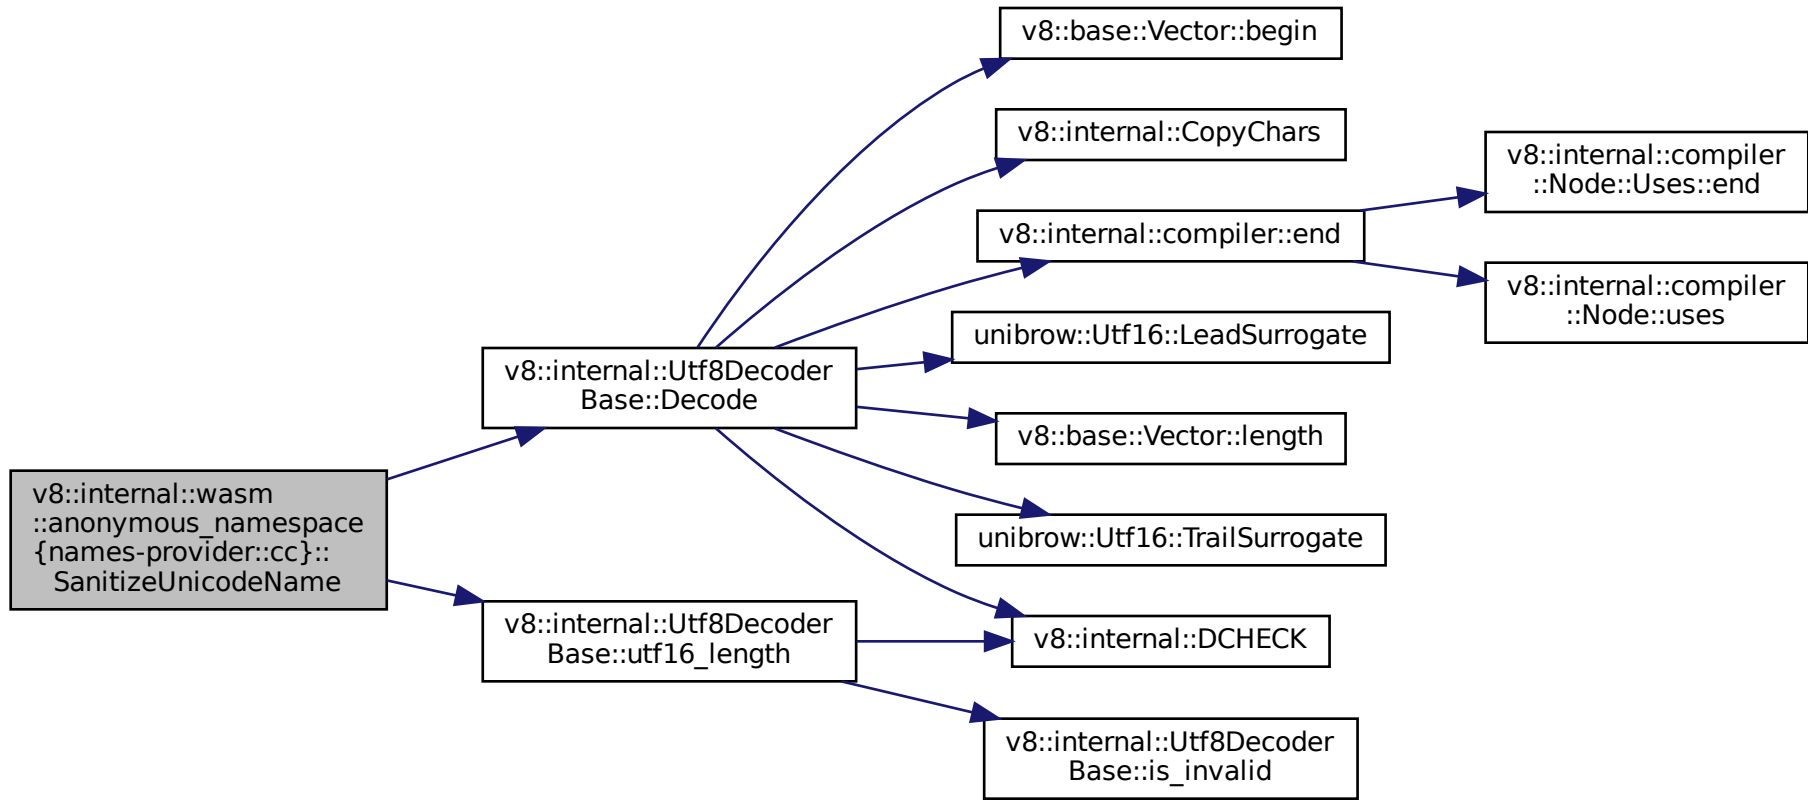 v8::base::Vector::begin
v8::internal::CopyChars
v8::internal::compiler
::Node::Uses::end
v8::internal::compiler::end
v8::internal::compiler
::Node::uses
unibrow::Utf16::LeadSurrogate
v8::internal::Utf8Decoder
Base::Decode
v8::base::Vector::length
v8::internal::wasm
::anonymous_namespace
{names-provider::cc}::
SanitizeUnicodeName
unibrow::Utf16::TrailSurrogate
v8::internal::Utf8Decoder
Base::utf16_length
v8::internal::DCHECK
v8::internal::Utf8Decoder
Base::is_invalid